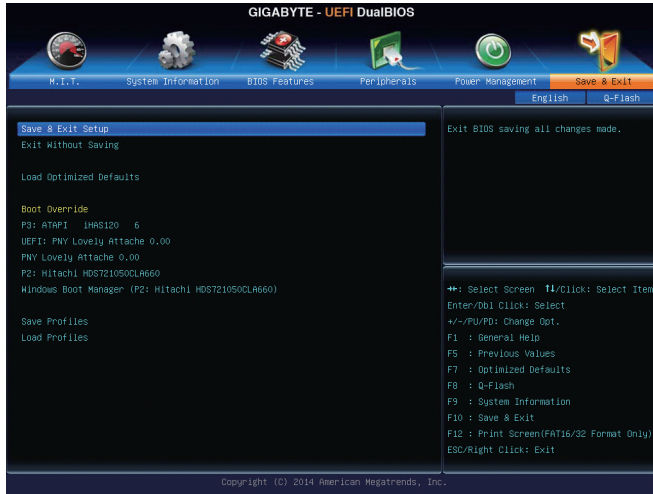 GIGABYTE - UEFI DualBIOS
M.I.T.
System Information
BIOS Features
Peripherals
Power Management
Save & Exit
English
Q-Flash
Save & Exit Setup
Exit Without Saving
Load Optimized Defaults
Boot Override
P3: ATAPI iHAS120 6
UEFI: PNY Lovely Attache 0.00
PNY Lovely Attache 0.00
P2: Hitachi HDS721050CLA660
Windows Boot Manager (P2: Hitachi HDS721050CLA660)
Save Profiles
Load Profiles
Exit BIOS saving all changes made.
→←: Select Screen ↑↓/Click: Select Item
Enter/Dbl Click: Select
+/-/PU/PD: Change Opt.
F1 : General Help
F5 : Previous Values
F7 : Optimized Defaults
F8 : Q-Flash
F9 : System Information
F10 : Save & Exit
F12 : Print Screen(FAT16/32 Format Only)
ESC/Right Click: Exit
Copyright (C) 2014 American Megatrends, Inc.